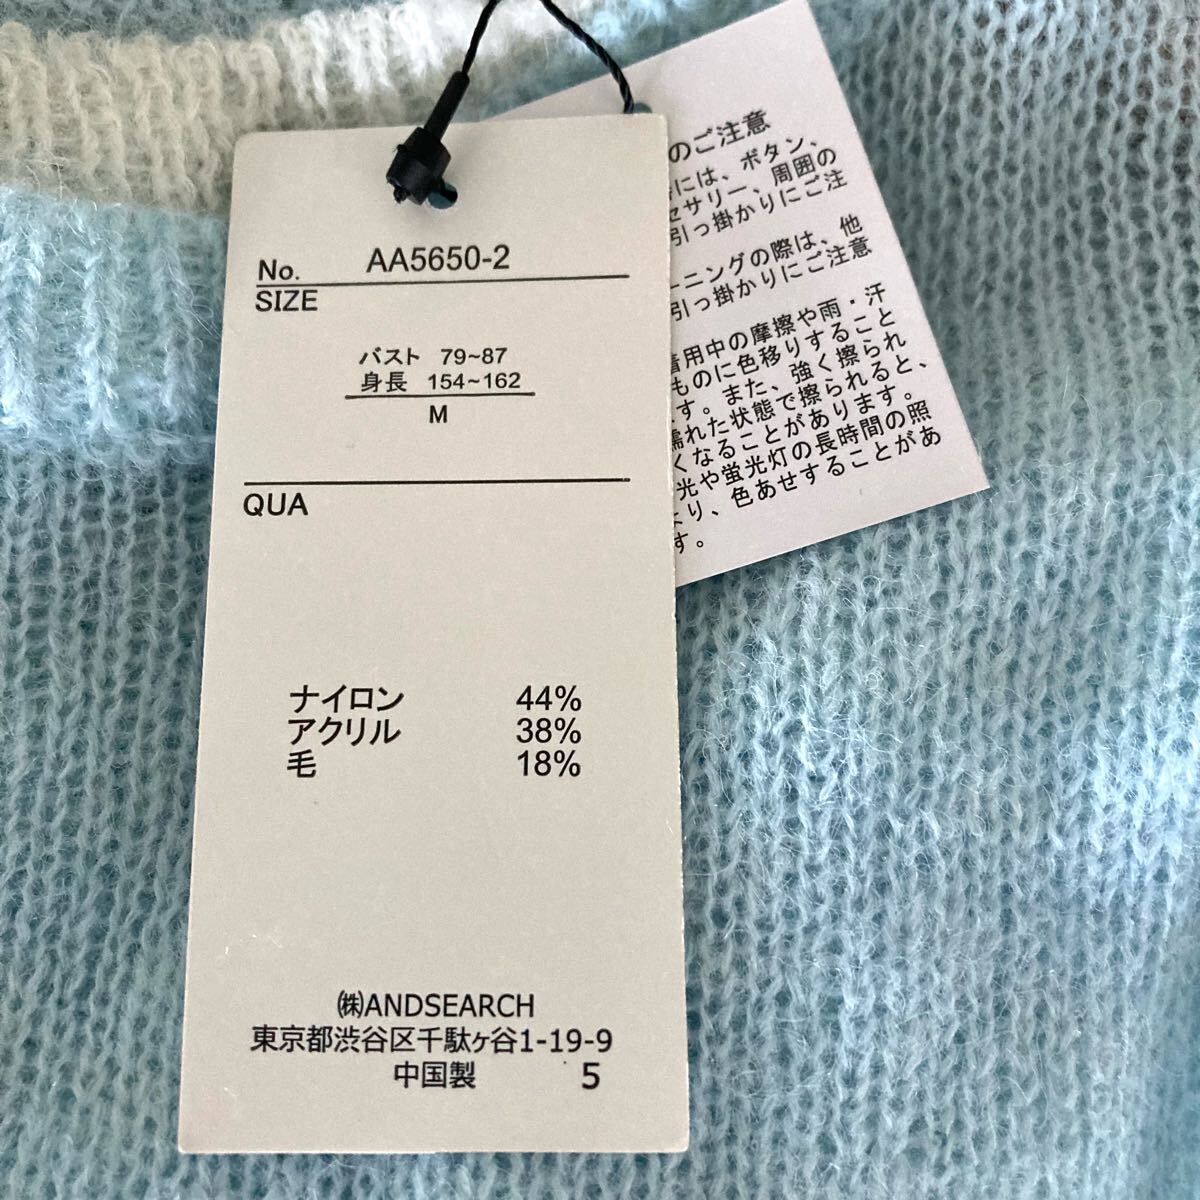 No. AA5650-2
SIZE
バスト 79~87
身長 154~162
M
QUA
ナイロン 44%
アクリル 38%
毛 18%
㈱ANDSEARCH
東京都渋谷区千駄ヶ谷1-19-9
中国製 5
のご注意
には、ボタン、
セサリー、周囲の
引っ掛かりにご注
ーニングの際は、他
引っ掛かりにご注意
着用中の摩擦や雨・汗
ものに色移りすること
す。また、強く擦られ
濡れた状態で擦られると、
くなることがあります。
光や蛍光灯の長時間の照
より、色あせすることがあ
す。